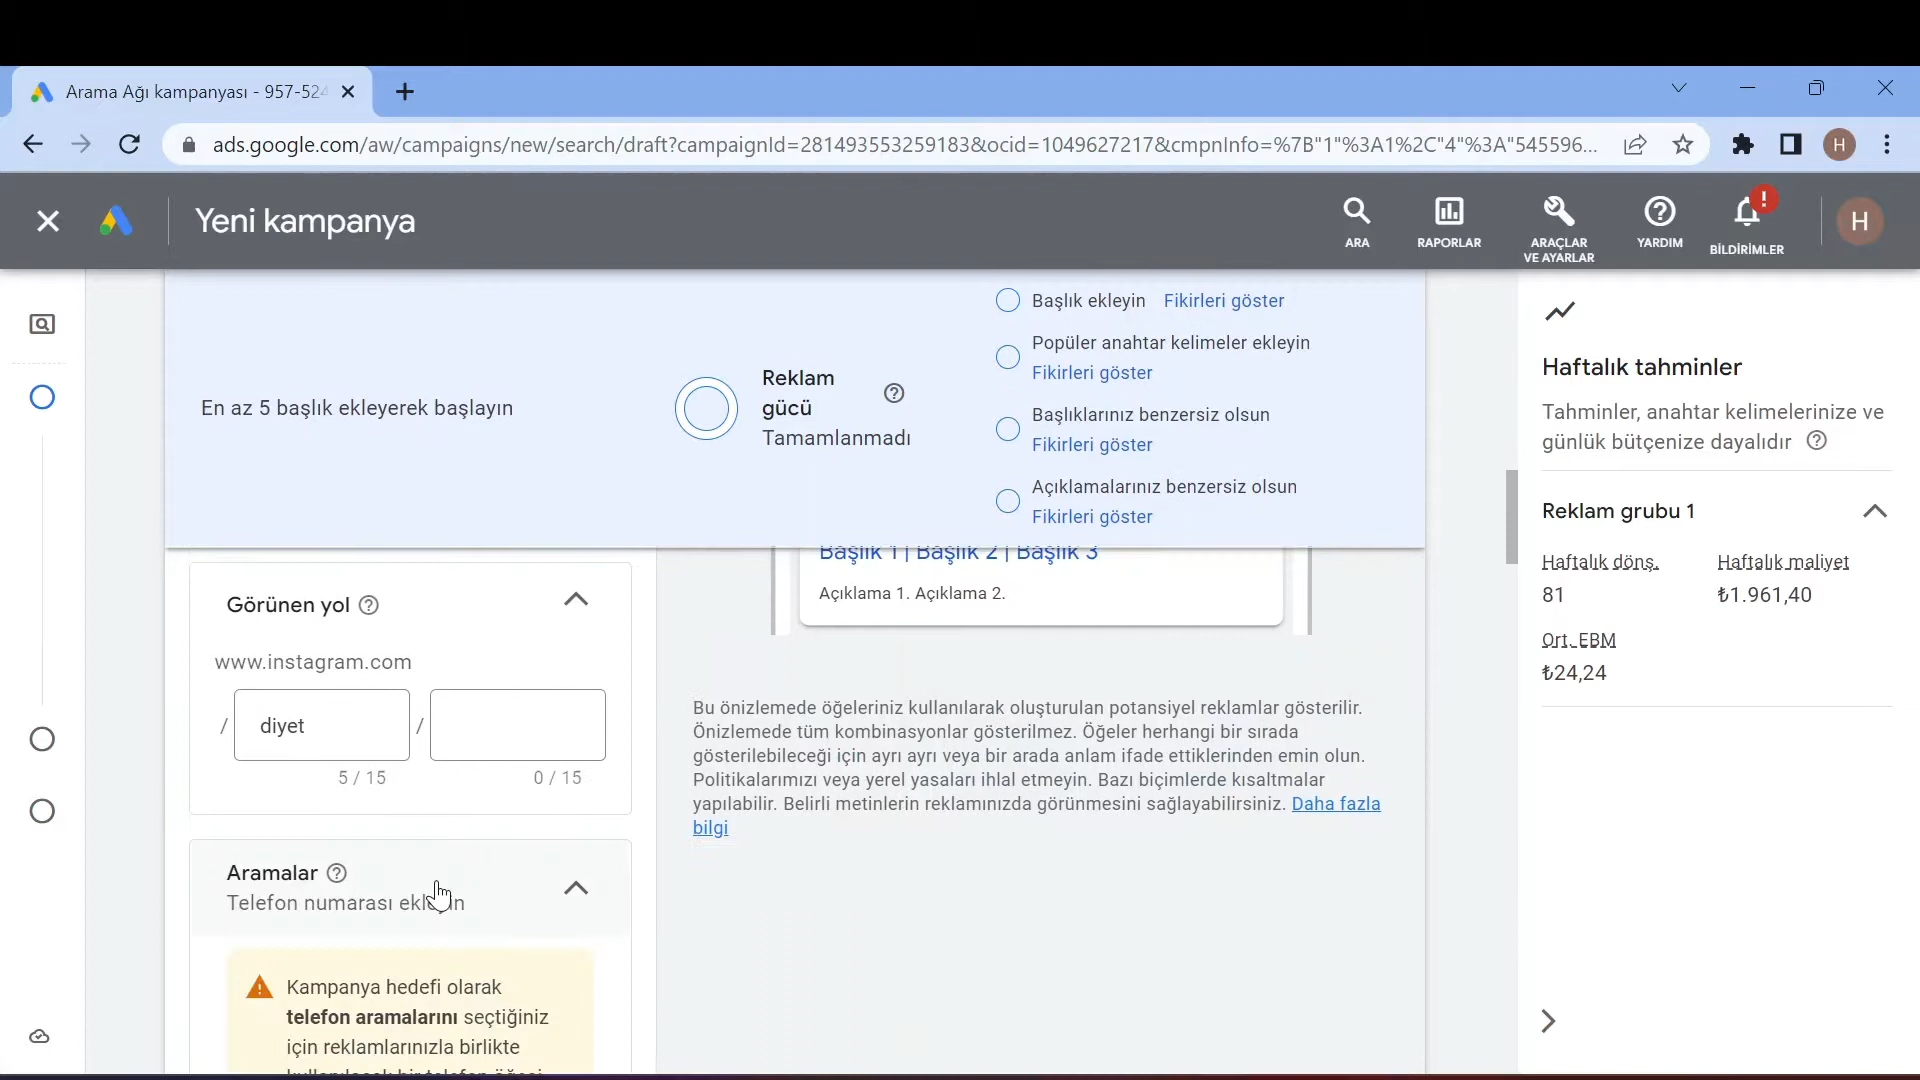 Arama Ağı kampanyası - 957-524
ads.google.com/aw/campaigns/new/search/draft?campaignId=281493553259183&ocid=1049627217&cmpnInfo=%7B"1"%3A1%2C"4"%3A"545596...
H
Yeni kampanya
ARA
RAPORLAR
ARAÇLAR
VE AYARLAR
YARDIM
BİLDİRİMLER
!
H
En az 5 başlık ekleyerek başlayın
Reklam
gücü
Tamamlanmadı
Başlık ekleyin Fikirleri göster
Popüler anahtar kelimeler ekleyin
Fikirleri göster
Başlıklarınız benzersiz olsun
Fikirleri göster
Açıklamalarınız benzersiz olsun
Fikirleri göster
Görünen yol
www.instagram.com
/ diyet /
5 / 15
0 / 15
Aramalar
Telefon numarası ekleyin
Kampanya hedefi olarak
telefon aramalarını seçtiğiniz
için reklamlarınızla birlikte
Başlık 1 | Başlık 2 | Başlık 3
Açıklama 1. Açıklama 2.
Bu önizlemede öğeleriniz kullanılarak oluşturulan potansiyel reklamlar gösterilir.
Önizlemede tüm kombinasyonlar gösterilmez. Öğeler herhangi bir sırada
gösterilebileceği için ayrı ayrı veya bir arada anlam ifade ettiklerinden emin olun.
Politikalarımızı veya yerel yasaları ihlal etmeyin. Bazı biçimlerde kısaltmalar
yapılabilir. Belirli metinlerin reklamınızda görünmesini sağlayabilirsiniz. Daha fazla
bilgi
Haftalık tahminler
Tahminler, anahtar kelimelerinize ve
günlük bütçenize dayalıdır
Reklam grubu 1
Haftalık dönş.
81
Haftalık maliyet
₺1.961,40
Ort. EBM
₺24,24